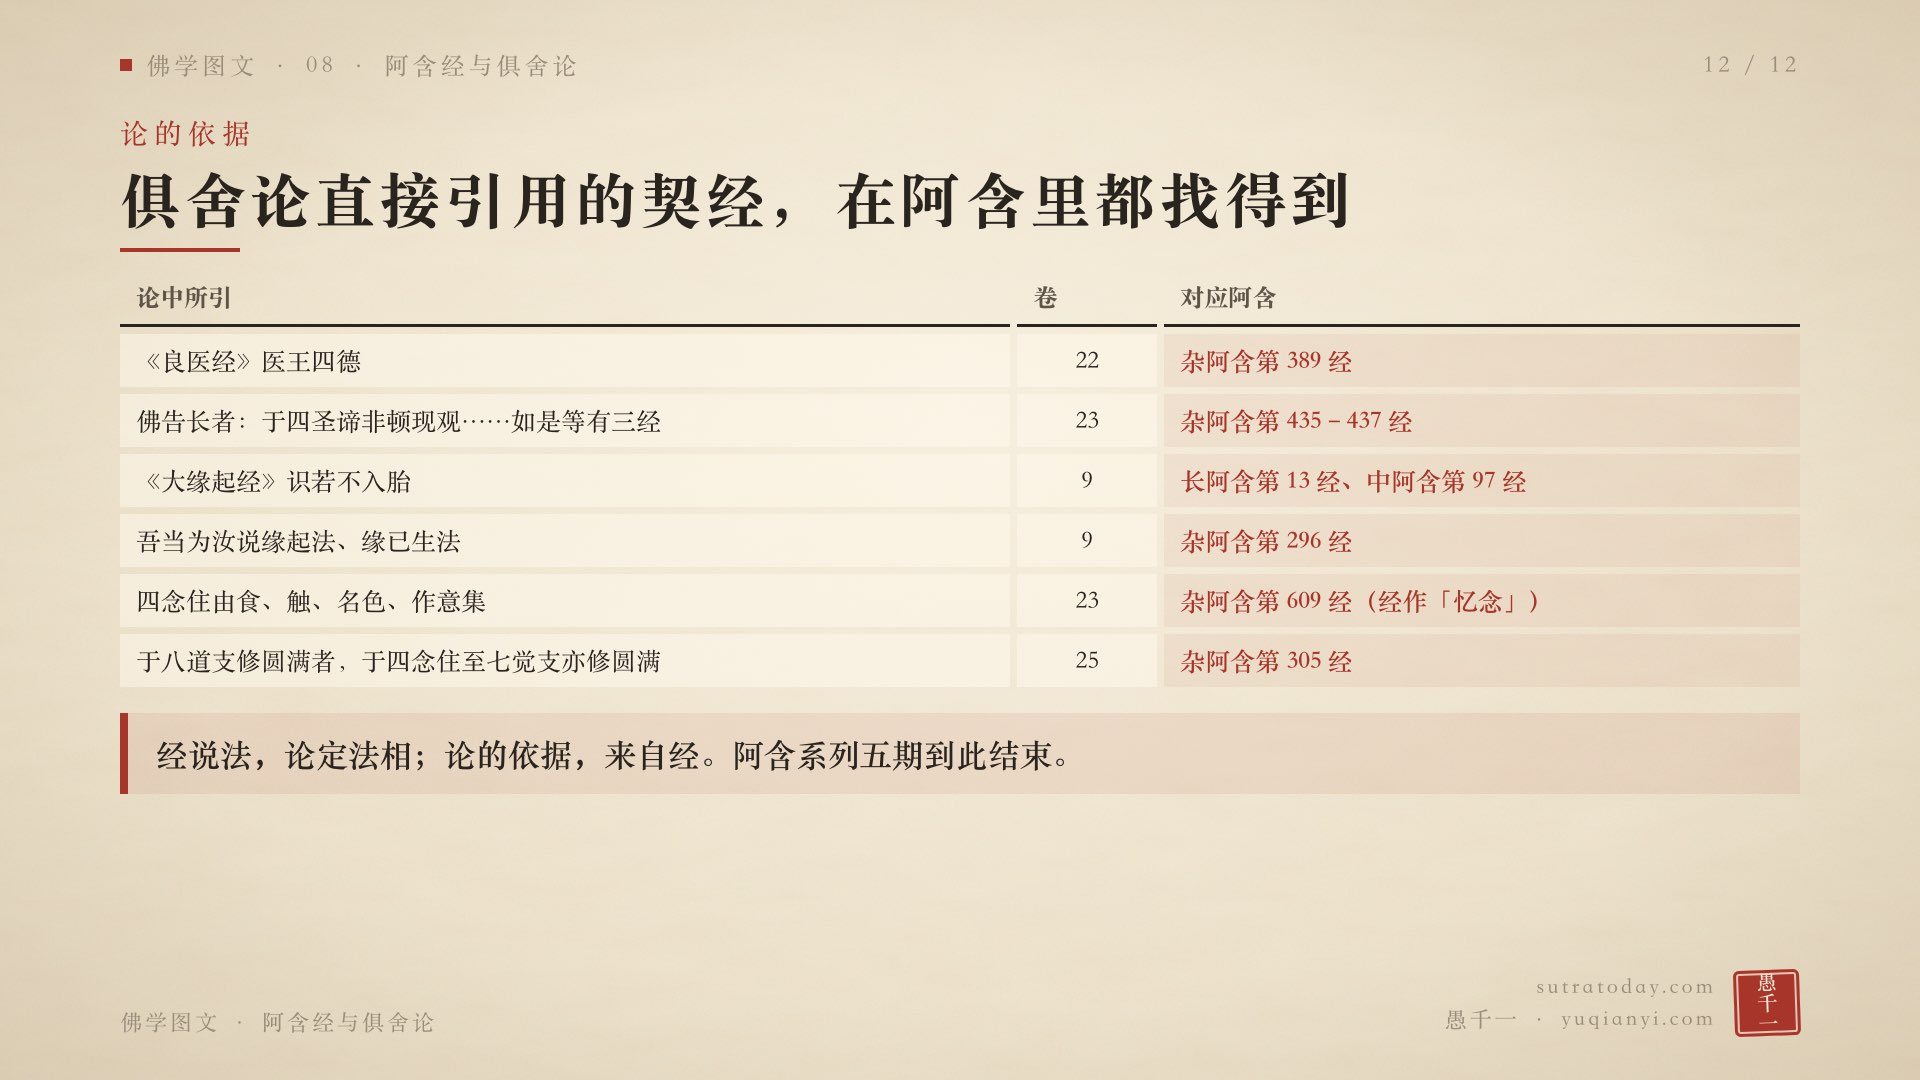 佛学图文 · 08 · 阿含经与俱舍论
12 / 12
论的依据
俱舍论直接引用的契经，在阿含里都找得到
论中所引 卷 对应阿含
《良医经》医王四德 22 杂阿含第 389 经
佛告长者：于四圣谛非顿现观……如是等有三经 23 杂阿含第 435 – 437 经
《大缘起经》识若不入胎 9 长阿含第 13 经、中阿含第 97 经
吾当为汝说缘起法、缘已生法 9 杂阿含第 296 经
四念住由食、触、名色、作意集 23 杂阿含第 609 经（经作「忆念」）
于八道支修圆满者，于四念住至七觉支亦修圆满 25 杂阿含第 305 经
经说法，论定法相；论的依据，来自经。阿含系列五期到此结束。
佛学图文 · 阿含经与俱舍论
sutratoday.com
愚千一 · yuqianyi.com
愚千一